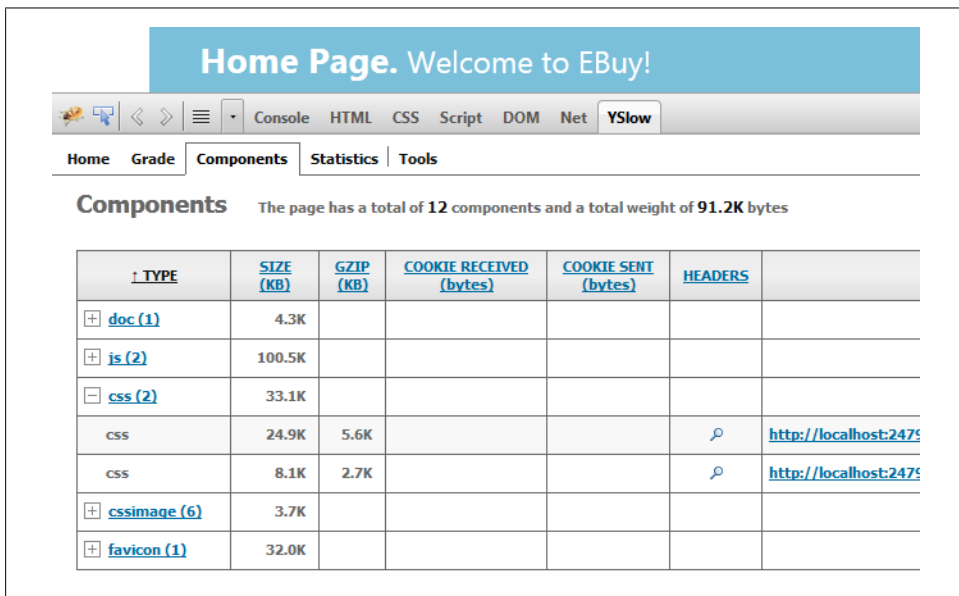 Home Page. Welcome to EBuy!
Console HTML CSS Script DOM Net YSlow
Home Grade Components Statistics Tools
Components The page has a total of 12 components and a total weight of 91.2K bytes
↑ TYPE SIZE (KB) GZIP (KB) COOKIE RECEIVED (bytes) COOKIE SENT (bytes) HEADERS
doc (1) 4.3K
js (2) 100.5K
css (2) 33.1K
css 24.9K 5.6K http://localhost:2479
css 8.1K 2.7K http://localhost:2479
cssimage (6) 3.7K
favicon (1) 32.0K